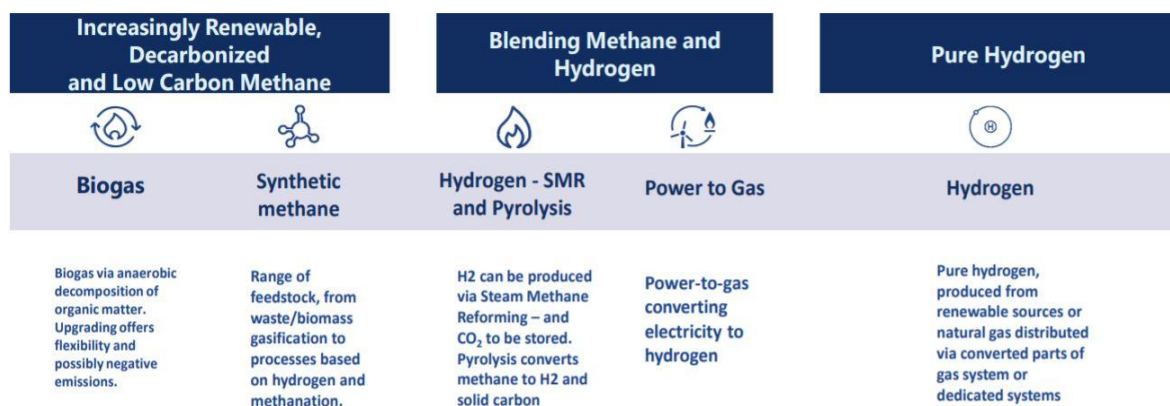 Increasingly Renewable,
Decarbonized
and Low Carbon Methane
Blending Methane and
Hydrogen
Pure Hydrogen
H
Biogas
Synthetic
methane
Hydrogen - SMR
and Pyrolysis
Power to Gas
Hydrogen
Biogas via anaerobic
decomposition of
organic matter.
Upgrading offers
flexibility and
possibly negative
emissions.
Range of
feedstock, from
waste/biomass
gasification to
processes based
on hydrogen and
methanation.
H2 can be produced
via Steam Methane
Reforming – and
CO₂ to be stored.
Pyrolysis converts
methane to H2 and
solid carbon
Power-to-gas
converting
electricity to
hydrogen
Pure hydrogen,
produced from
renewable sources or
natural gas distributed
via converted parts of
gas system or
dedicated systems